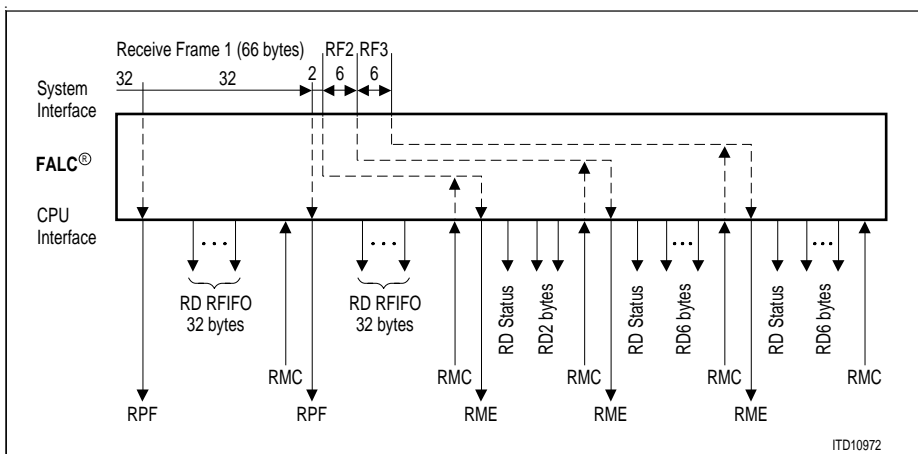 Receive Frame 1 (66 bytes) RF2 RF3
32 32 2 6 6
System
Interface
FALC®
CPU
Interface
RD RFIFO
32 bytes
RD RFIFO
32 bytes
RD Status
RD2 bytes
RD Status
RD6 bytes
RD Status
RD6 bytes
RMC RMC RMC RMC RMC
RPF RPF RME RME RME
ITD10972